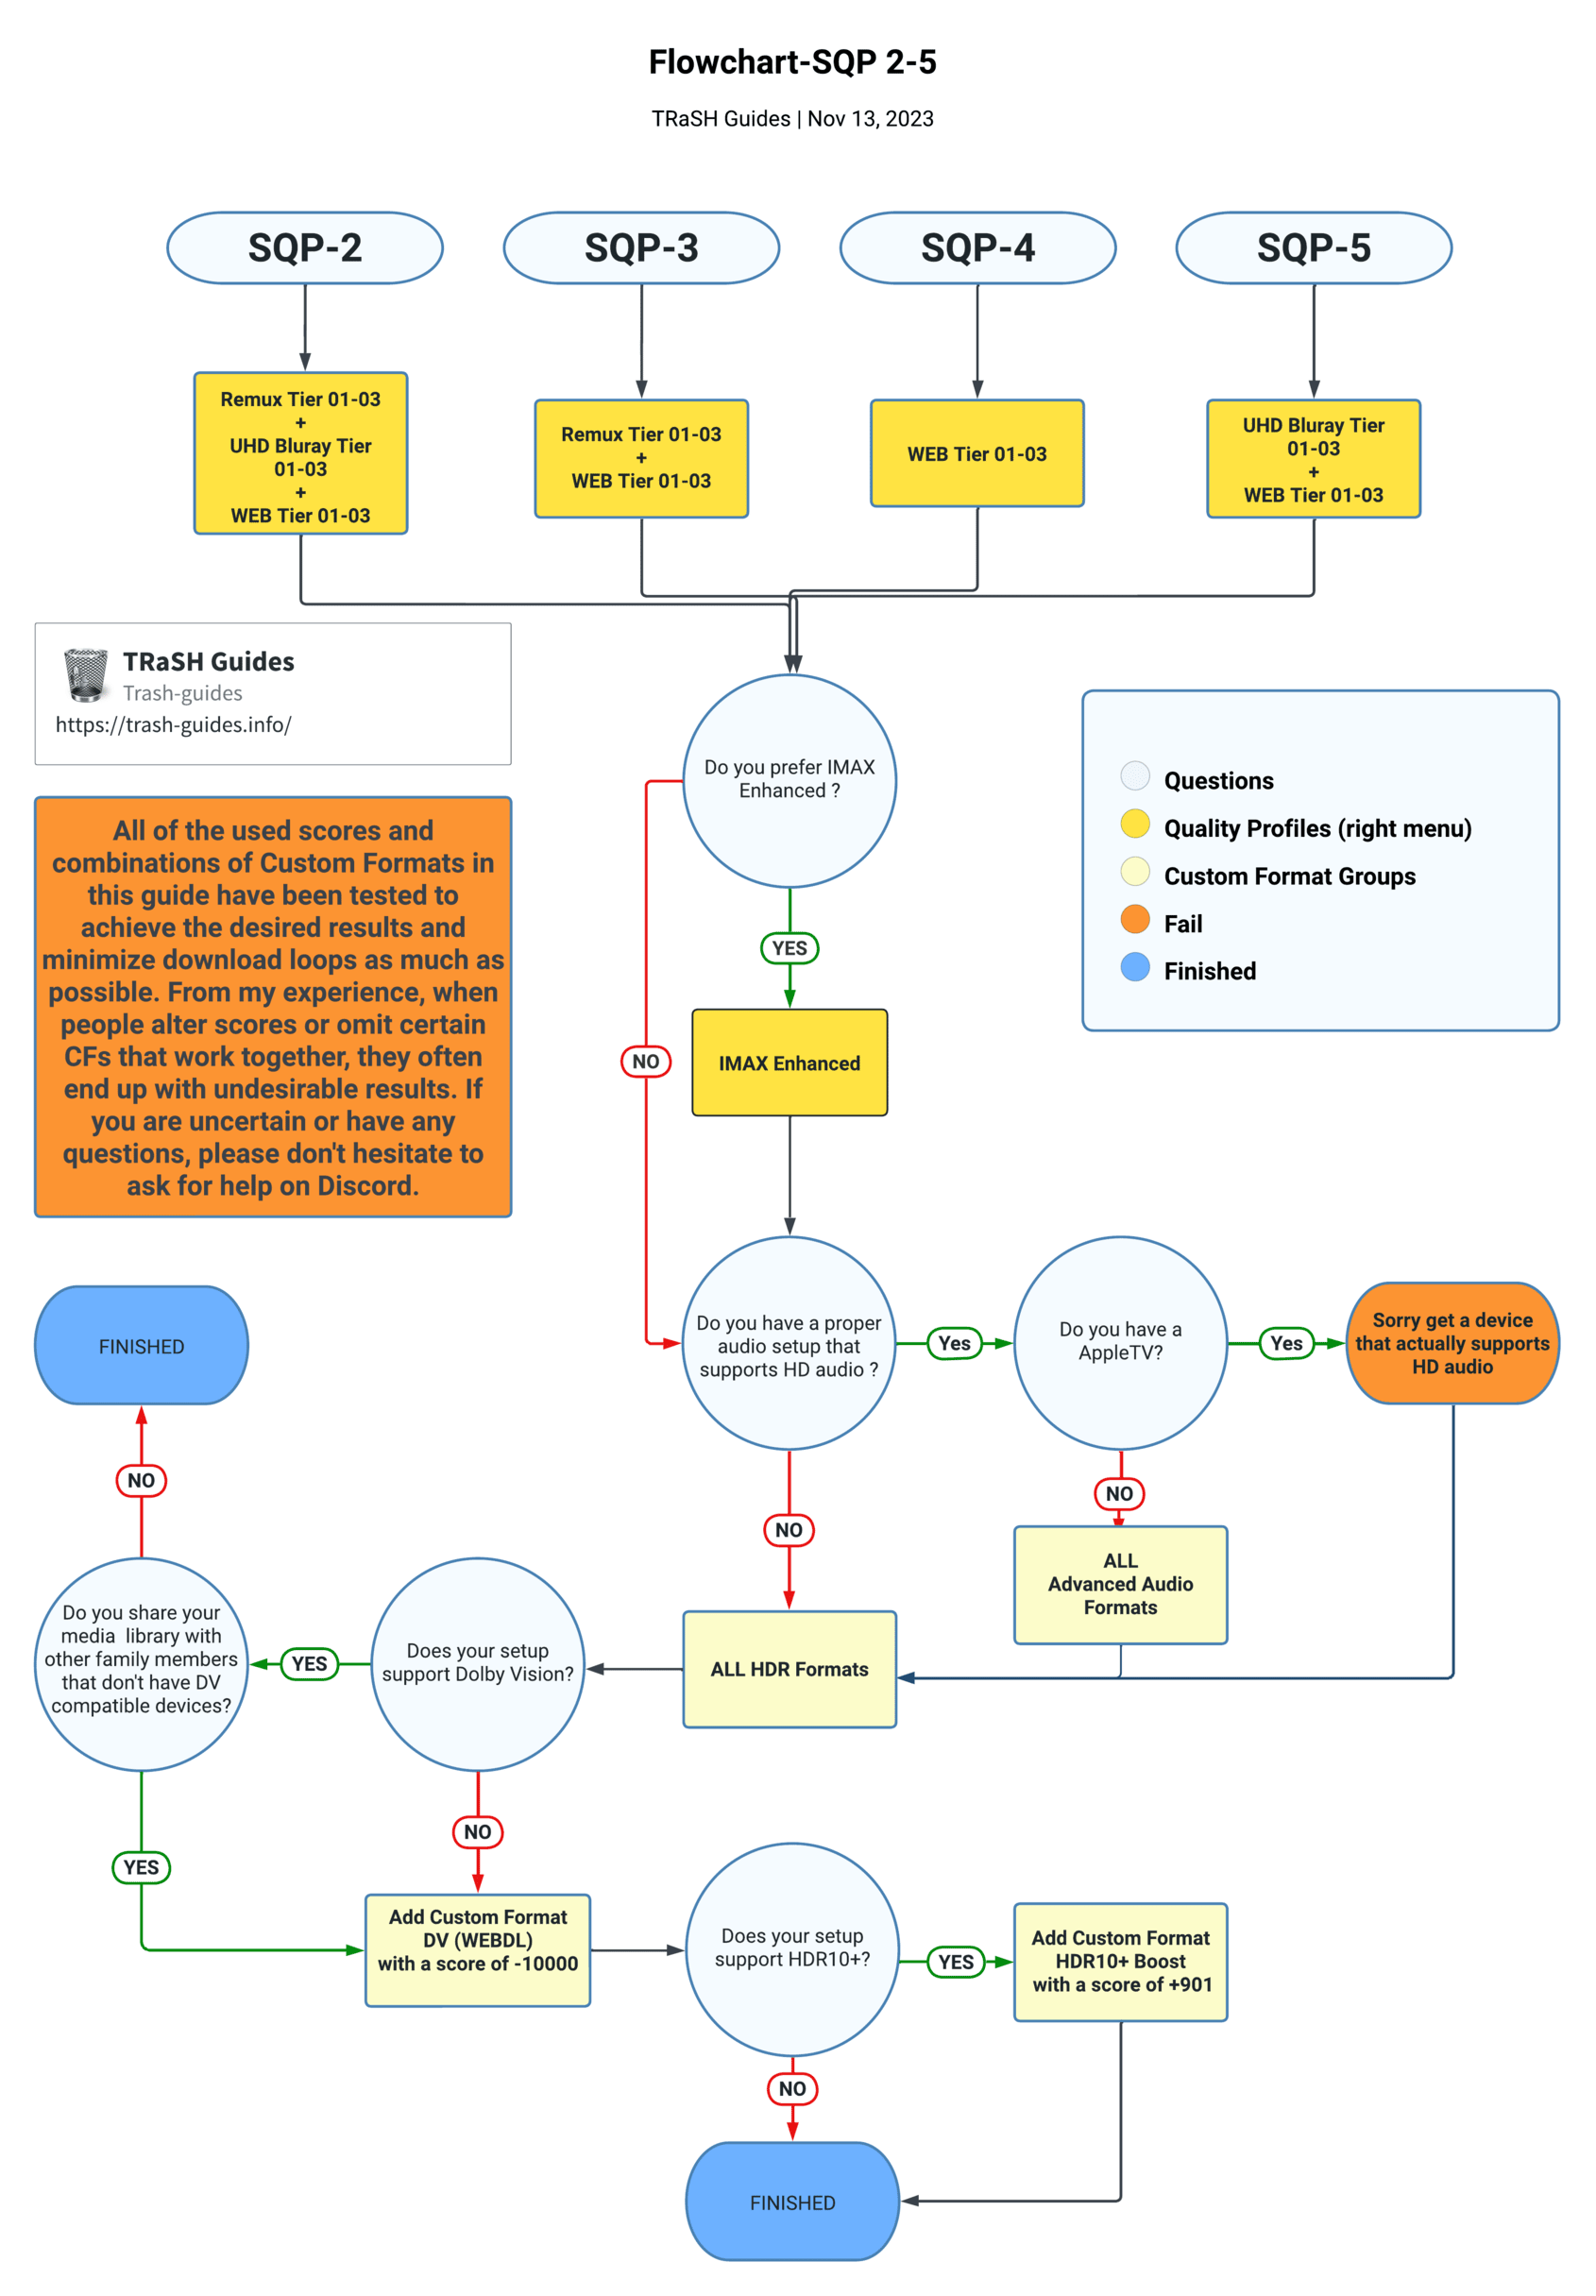 Flowchart-SQP 2-5
TRaSH Guides | Nov 13, 2023
SQP-2
SQP-3
SQP-4
SQP-5
Remux Tier 01-03
+
UHD Bluray Tier
01-03
+
WEB Tier 01-03
Remux Tier 01-03
+
WEB Tier 01-03
WEB Tier 01-03
UHD Bluray Tier
01-03
+
WEB Tier 01-03
TRaSH Guides
Trash-guides
https://trash-guides.info/
Do you prefer IMAX
Enhanced ?
Questions
Quality Profiles (right menu)
Custom Format Groups
Fail
Finished
All of the used scores and
combinations of Custom Formats in
this guide have been tested to
achieve the desired results and
minimize download loops as much as
possible. From my experience, when
people alter scores or omit certain
CFs that work together, they often
end up with undesirable results. If
you are uncertain or have any
questions, please don't hesitate to
ask for help on Discord.
YES
NO
IMAX Enhanced
Do you have a proper
audio setup that
supports HD audio ?
Yes
Do you have a
AppleTV?
Yes
Sorry get a device
that actually supports
HD audio
FINISHED
NO
NO
NO
ALL
Advanced Audio
Formats
Do you share your
media  library with
other family members
that don't have DV
compatible devices?
YES
Does your setup
support Dolby Vision?
ALL HDR Formats
NO
YES
Add Custom Format
DV (WEBDL)
with a score of -10000
Does your setup
support HDR10+?
YES
Add Custom Format
HDR10+ Boost
with a score of +901
NO
FINISHED